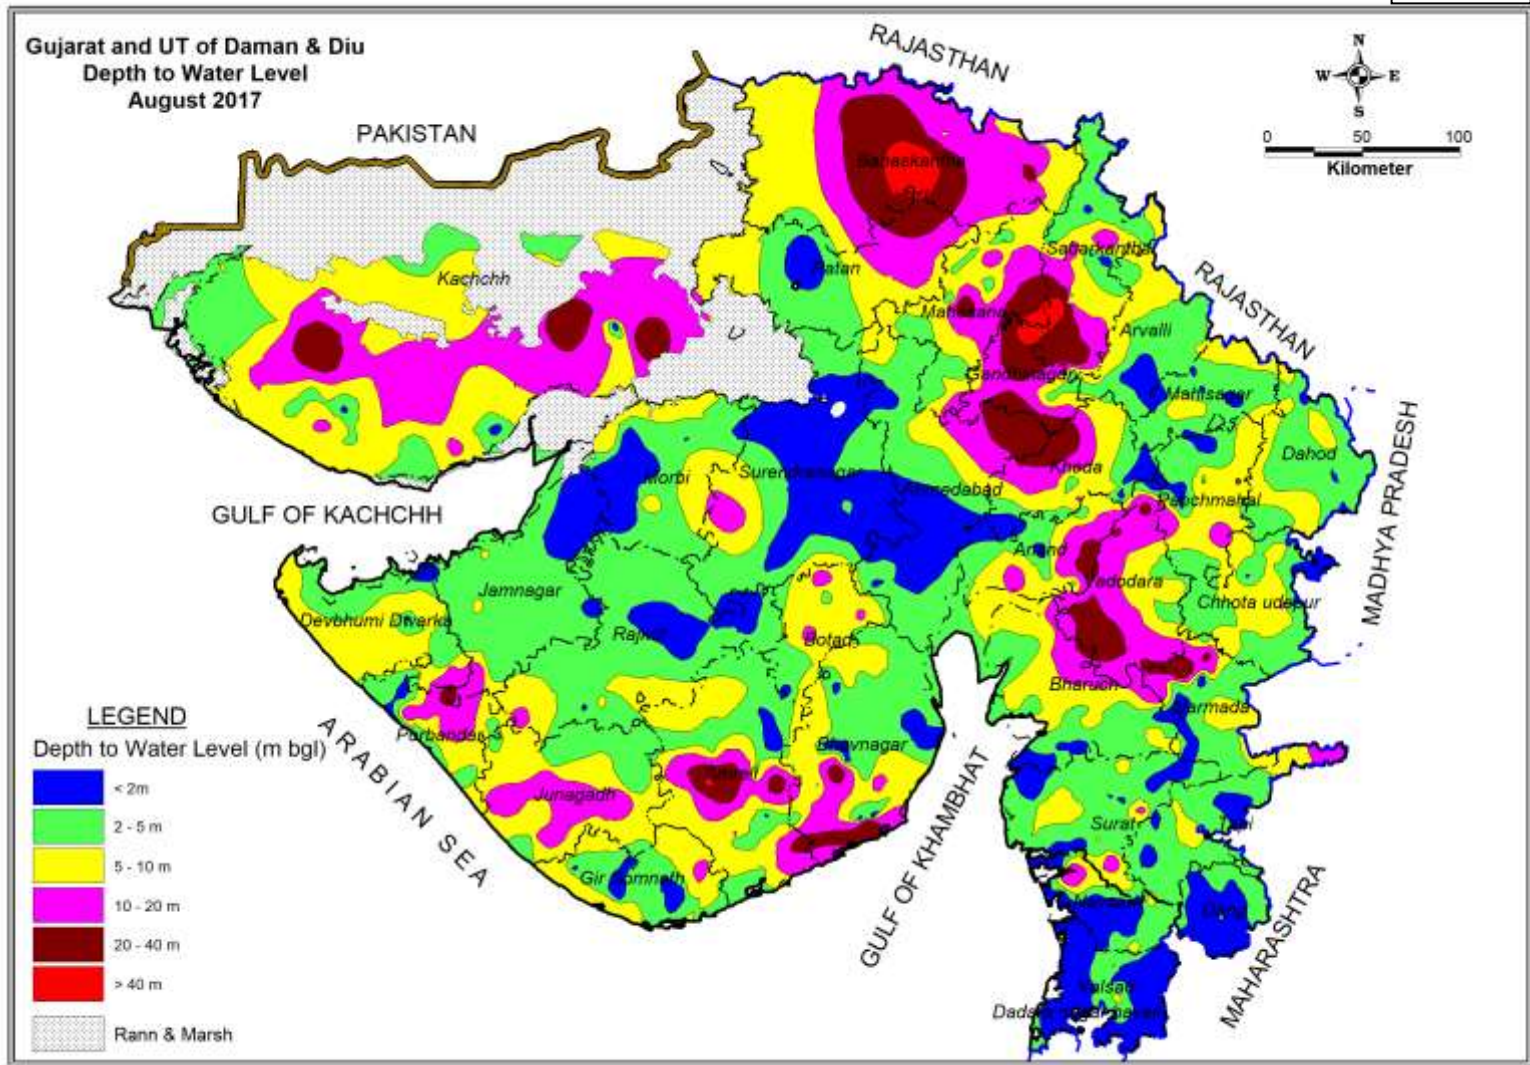 Gujarat and UT of Daman & Diu
Depth to Water Level
August 2017
RAJASTHAN
N
W E
S
0 50 100
Kilometer
PAKISTAN
Banaskantha
Kachchh
Patan
Sabarkantha
RAJASTHAN
Mahesana
Arvalli
Gandhinagar
Mahisagar
Dahod
MADHYA PRADESH
Morbi
Surendranagar
Ahmedabad
Kheda
Panchmahal
GULF OF KACHCHH
Anand
Vadodara
Jamnagar
Chhota udepur
Devbhumi Dwarka
Rajkot
Botad
Bharuch
Narmada
Porbandar
Bhavnagar
Amreli
Junagadh
ARABIAN SEA
GULF OF KHAMBHAT
Surat
Tapi
Gir Somnath
Navsari
Dang
MAHARASHTRA
Valsad
LEGEND
Depth to Water Level (m bgl)
< 2m
2 - 5 m
5 - 10 m
10 - 20 m
20 - 40 m
> 40 m
Rann & Marsh